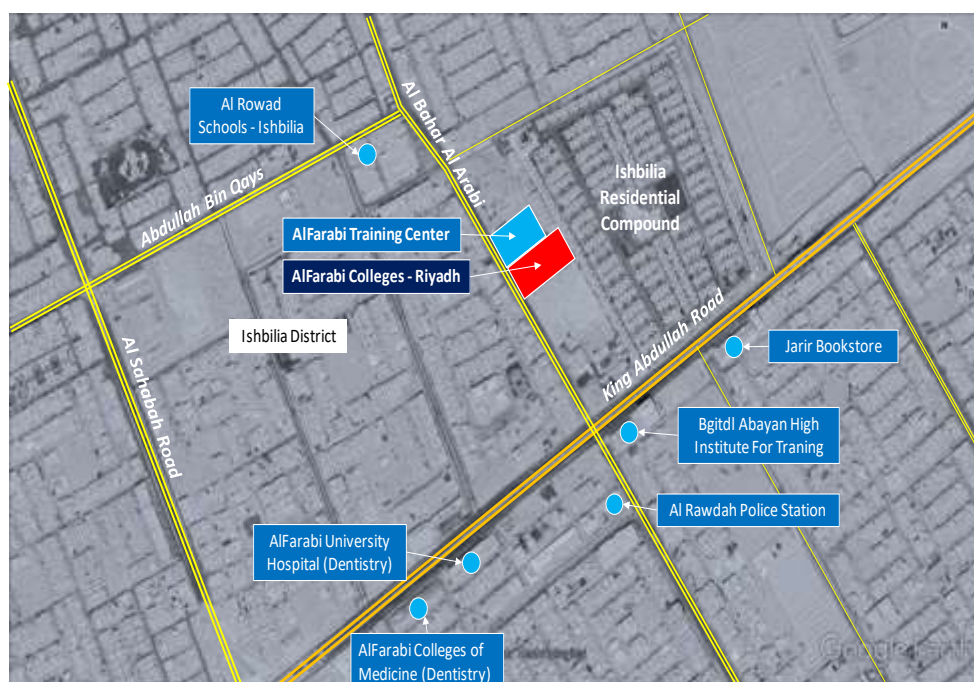 Al Rowad
Schools - Ishbilia
Al Bahar Al Arabi
Abdullah Bin Qays
Ishbilia
Residential
Compound
AlFarabi Training Center
AlFarabi Colleges - Riyadh
Ishbilia District
Al Sahabah Road
King Abdullah Road
Jarir Bookstore
Bgitdl Abayan High
Institute For Traning
Al Rawdah Police Station
AlFarabi University
Hospital (Dentistry)
AlFarabi Colleges of
Medicine (Dentistry)